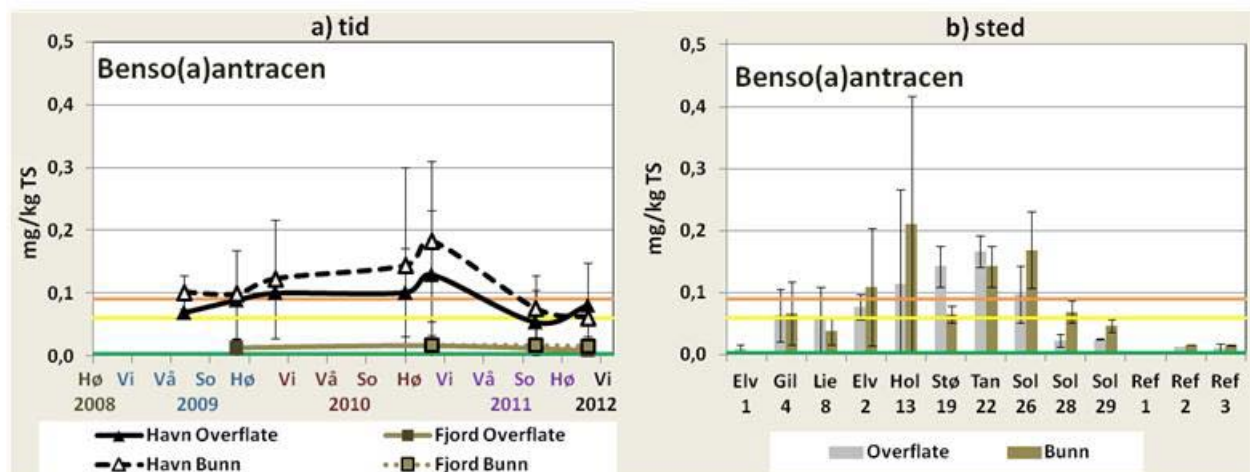 a) tid
Benso(a)antracen
mg/kg TS
0,5
0,4
0,3
0,2
0,1
0,0
Hø Vi Vå So Hø Vi Vå So Hø Vi Vå So Hø Vi
2008 2009 2010 2011 2012
Havn Overflate Fjord Overflate
Havn Bunn Fjord Bunn
b) sted
Benso(a)antracen
mg/kg TS
0,5
0,4
0,3
0,2
0,1
0,0
Elv Gil Lie Elv Hol Stø Tan Sol Sol Sol Ref Ref Ref
1 4 8 2 13 19 22 26 28 29 1 2 3
Overflate Bunn